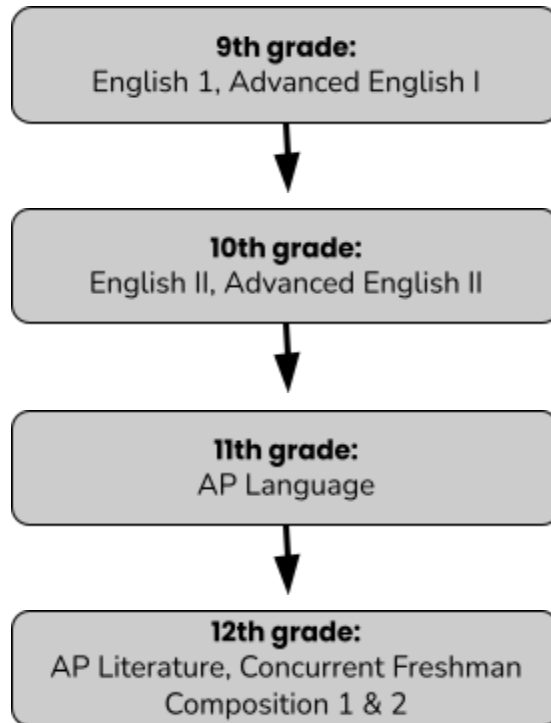 9th grade:
English 1, Advanced English I
10th grade:
English II, Advanced English II
11th grade:
AP Language
12th grade:
AP Literature, Concurrent Freshman
Composition 1 & 2